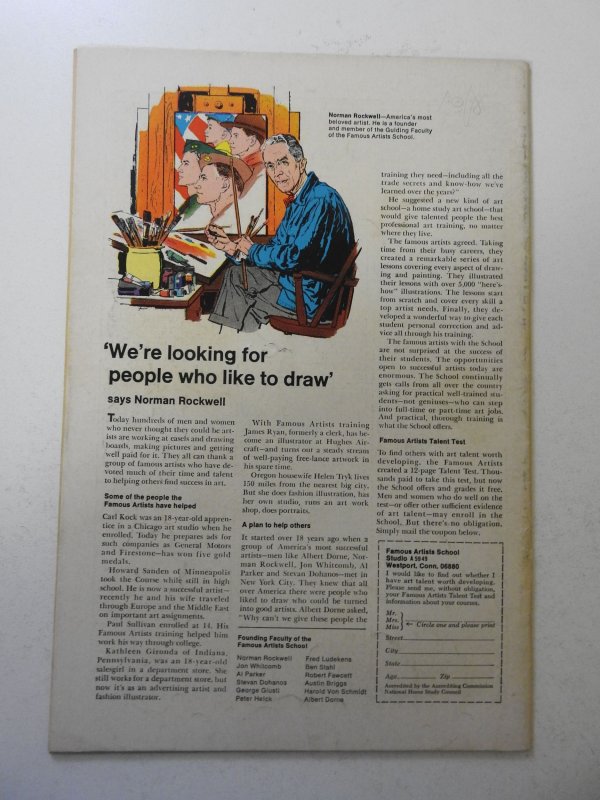 Norman Rockwell—America's most
beloved artist. He is a founder
and member of the Guiding Faculty
of the Famous Artists School.
'We're looking for
people who like to draw'
says Norman Rockwell
Today hundreds of men and women
who never thought they could be art-
ists are working at easels and drawing
boards, making pictures and getting
well paid for it. They all can thank a
group of famous artists who have de-
voted much of their time and talent
to helping others find success in art.
Some of the people the
Famous Artists have helped
Carl Kock was an 18-year-old appren-
tice in a Chicago art studio when he
enrolled. Today he prepares ads for
such companies as General Motors
and Firestone—has won five gold
medals.
Howard Sanden of Minneapolis
took the Course while still in high
school. He is now a successful artist—
recently he and his wife traveled
through Europe and the Middle East
on important art assignments.
Paul Sullivan enrolled at 14. His
Famous Artists training helped him
work his way through college.
Kathleen Gironda of Indiana,
Pennsylvania, was an 18-year-old
salesgirl in a department store. She
still works for a department store, but
now it's as an advertising artist and
fashion illustrator.
With Famous Artists training
James Ryan, formerly a clerk, has be-
come an illustrator at Hughes Air-
craft—and turns out a steady stream
of well-paying free-lance artwork in
his spare time.
Oregon housewife Helen Tryk lives
150 miles from the nearest big city.
But she does fashion illustration, has
her own studio, runs an art work
shop, does portraits.
A plan to help others
It started over 18 years ago when a
group of America's most successful
artists—men like Albert Dorne, Nor-
man Rockwell, Jon Whitcomb, Al
Parker and Stevan Dohanos—met in
New York City. They knew that all
over America there were people who
liked to draw who could be turned
into good artists. Albert Dorne asked,
"Why can't we give these people the
Founding Faculty of the
Famous Artists School
Norman Rockwell
Jon Whitcomb
Al Parker
Stevan Dohanos
George Giusti
Peter Helck
Fred Ludekens
Ben Stahl
Robert Fawcett
Austin Briggs
Harold Von Schmidt
Albert Dorne
training they need—including all the
trade secrets and know-how we've
learned over the years?"
He suggested a new kind of art
school—a home study art school—that
would give talented people the best
professional art training, no matter
where they live.
The famous artists agreed. Taking
time from their busy careers, they
created a remarkable series of art
lessons covering every aspect of draw-
ing and painting. They illustrated
their lessons with over 5,000 "here's-
how" illustrations. The lessons start
from scratch and cover every skill a
top artist needs. Finally, they de-
veloped a wonderful way to give each
student personal correction and ad-
vice all through his training.
The famous artists with the School
are not surprised at the success of
their students. The opportunities
open to successful artists today are
enormous. The School continually
gets calls from all over the country
asking for practical well-trained stu-
dents—not geniuses—who can step
into full-time or part-time art jobs.
And practical, thorough training is
what the School offers.
Famous Artists Talent Test
To find others with art talent worth
developing, the Famous Artists
created a 12-page Talent Test. Thou-
sands paid to take this test, but now
the School offers and grades it free.
Men and women who do well on the
test—or offer other sufficient evidence
of art talent—may enroll in the
School. But there's no obligation.
Simply mail the coupon below.
Famous Artists School
Studio A 5949
Westport, Conn. 06880
I would like to find out whether I
have art talent worth developing.
Please send me, without obligation,
your Famous Artists Talent Test and
information about your courses.
Mr.
Mrs.
Miss
Circle one and please print
Street
City
State
Age Zip
Accredited by the Accrediting Commission
National Home Study Council